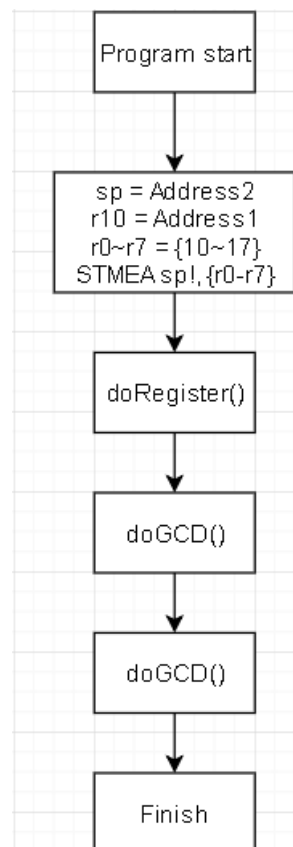 Program start
sp = Address2
r10 = Address1
r0~r7 = {10~17}
STMEA sp!, {r0-r7}
doRegister()
doGCD()
doGCD()
Finish